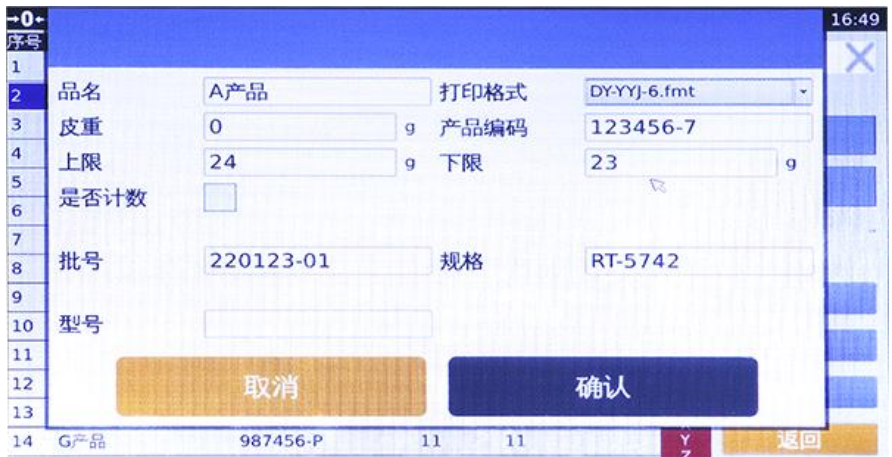 →0← 16:49
序号
1
品名 A产品 打印格式 DY-YYJ-6.fmt
2
皮重 0 g 产品编码 123456-7
3
上限 24 g 下限 23 g
4
5
是否计数
6
7
批号 220123-01 规格 RT-5742
8
9
型号
10
11
取消 确认
12
13
14 G产品 987456-P 11 11 Y 返回
Z